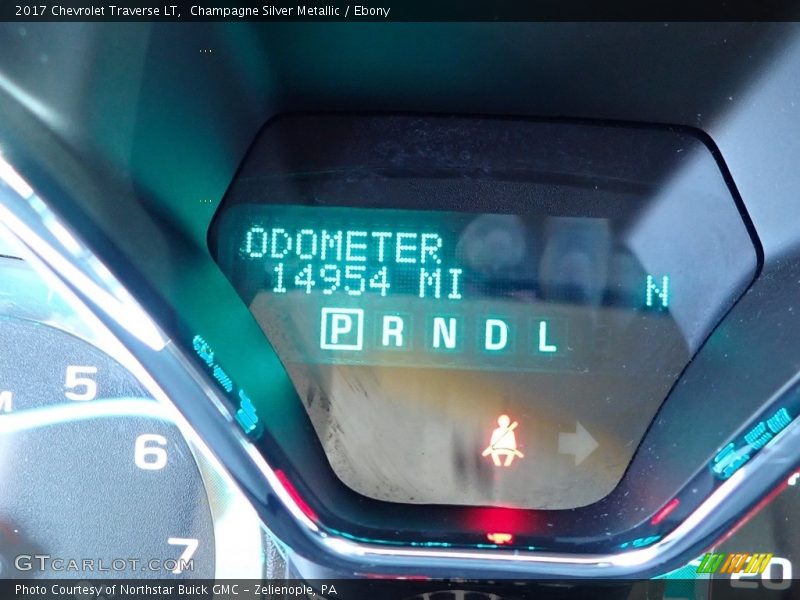 2017 Chevrolet Traverse LT, Champagne Silver Metallic / Ebony
ODOMETER
14954 MI
N
P R N D L
5
6
7
20
GTCARLOT.COM
Photo Courtesy of Northstar Buick GMC - Zelienople, PA